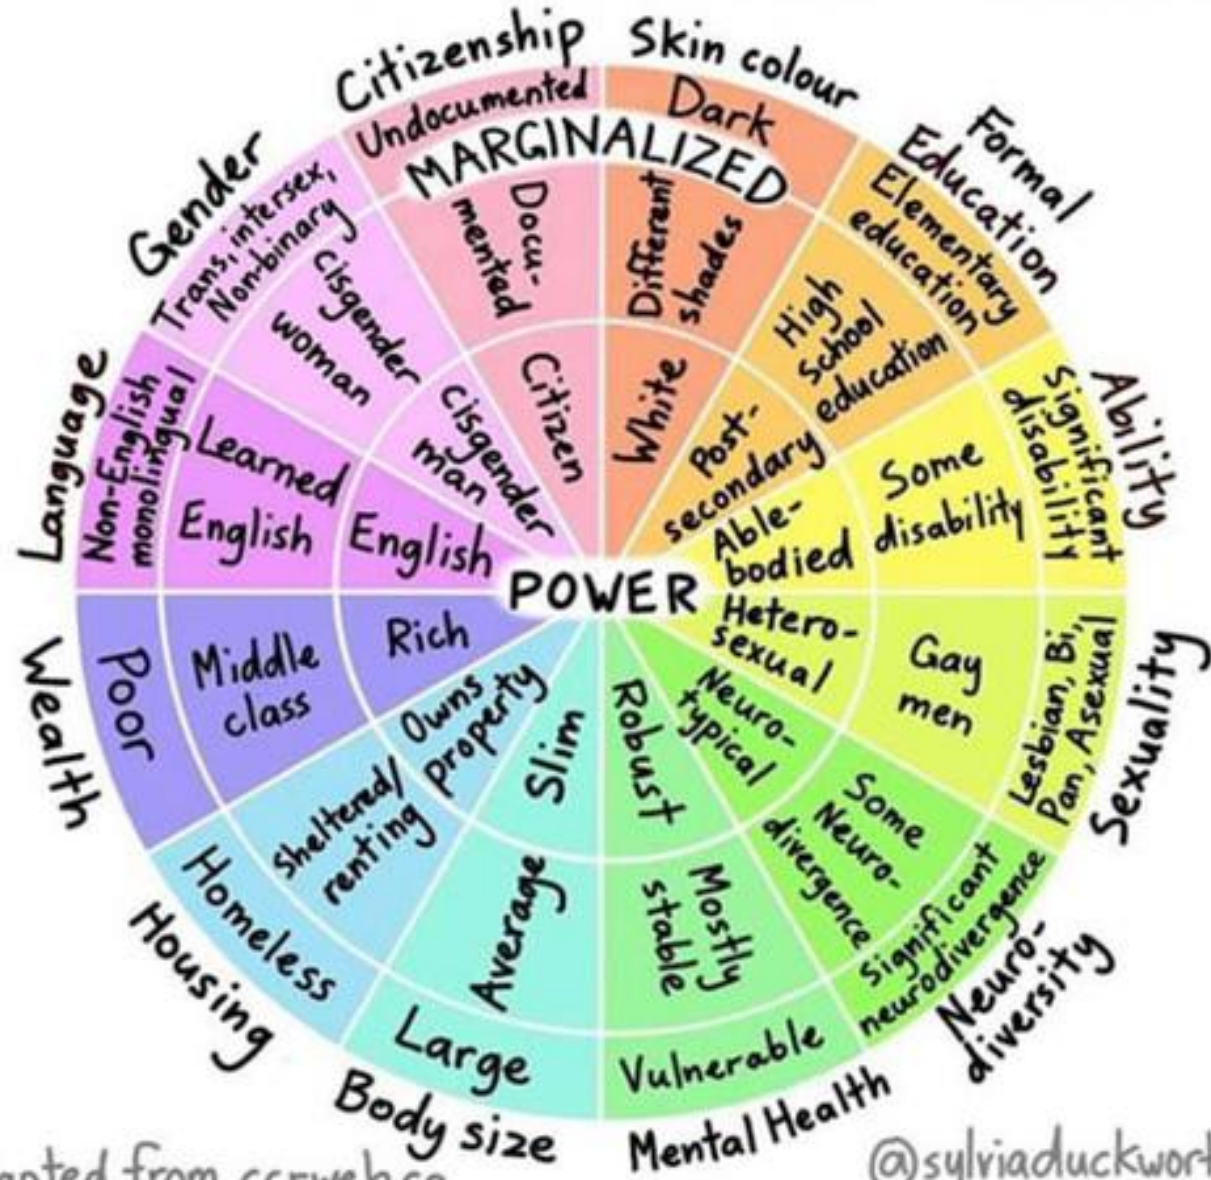 Citizenship
Undocumented
Docu-
mented
Citizen
Skin colour
Dark
Different
shades
White
Formal
Education
Elementary
education
High
school
education
Post-
secondary
Ability
Significant
disability
Some
disability
Able-
bodied
Sexuality
Lesbian, Bi,
Pan, Asexual
Gay
men
Hetero-
sexual
Neuro-
diversity
Significant
neurodivergence
Some
Neuro-
divergence
Neuro-
typical
Mental Health
Vulnerable
Mostly
stable
Robust
Body size
Large
Average
Slim
Housing
Homeless
Sheltered/
renting
Owns
property
Wealth
Poor
Middle
class
Rich
Language
Non-English
monolingual
Learned
English
English
Gender
Trans, intersex,
Non-binary
cisgender
woman
cisgender
man
MARGINALIZED
POWER
from ccrweb.ca
@sylviaduckwort